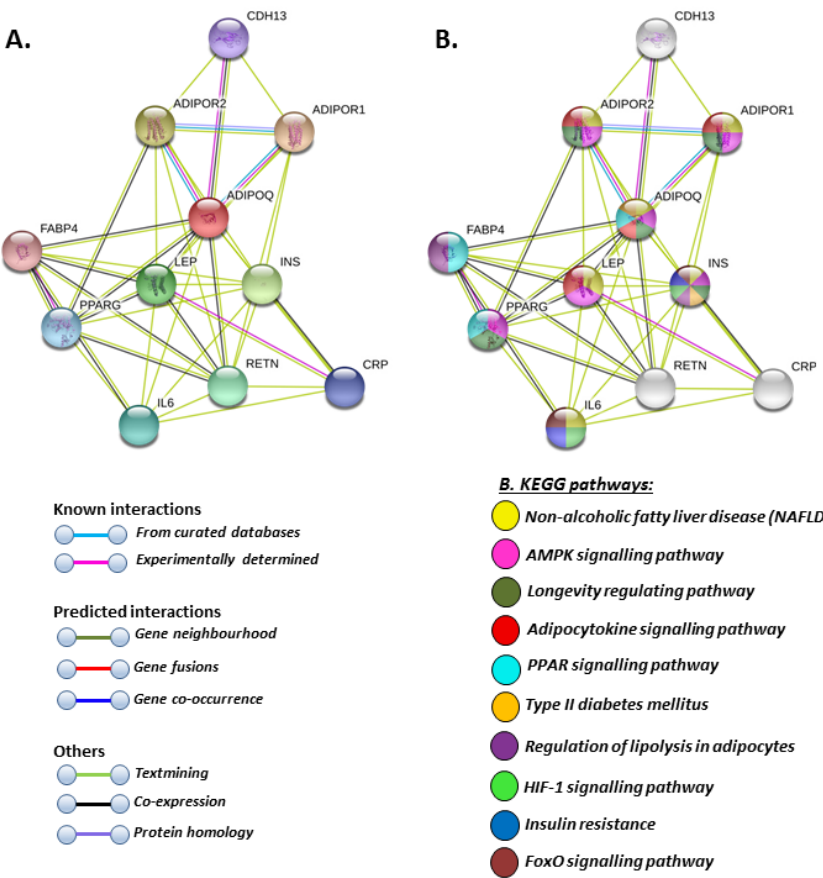 A.
CDH13
ADIPOR2
ADIPOR1
ADIPOQ
FABP4
LEP
INS
PPARG
RETN
CRP
IL6
B.
CDH13
ADIPOR2
ADIPOR1
ADIPOQ
FABP4
LEP
INS
PPARG
RETN
CRP
IL6
Known interactions
From curated databases
Experimentally determined
Predicted interactions
Gene neighbourhood
Gene fusions
Gene co-occurrence
Others
Textmining
Co-expression
Protein homology
B. KEGG pathways:
Non-alcoholic fatty liver disease (NAFLD
AMPK signalling pathway
Longevity regulating pathway
Adipocytokine signalling pathway
PPAR signalling pathway
Type II diabetes mellitus
Regulation of lipolysis in adipocytes
HIF-1 signalling pathway
Insulin resistance
FoxO signalling pathway